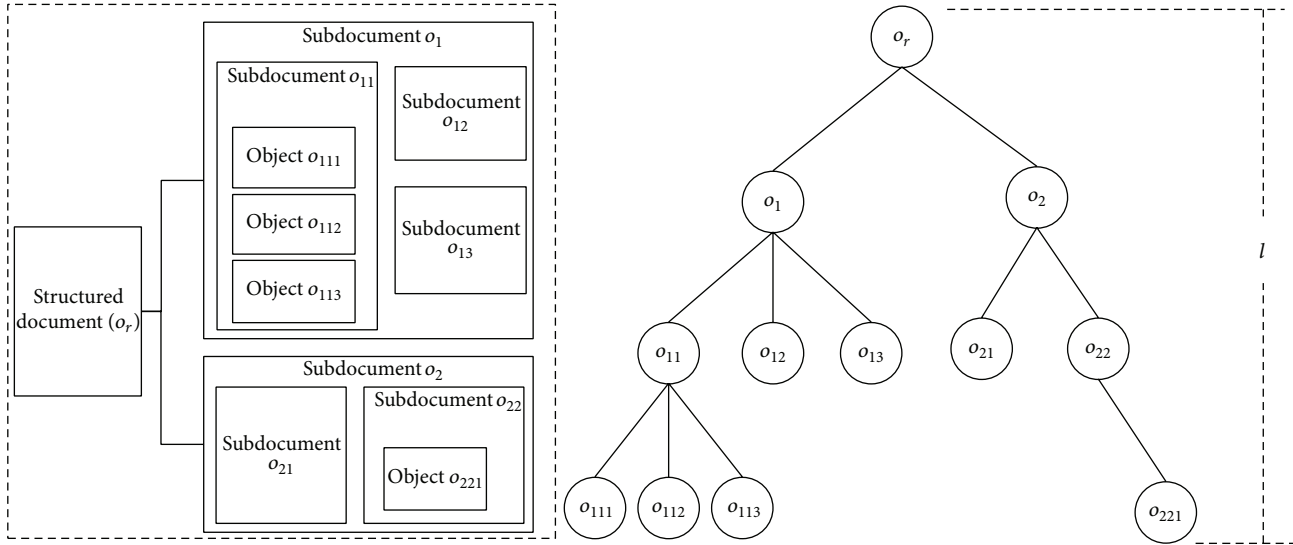 Subdocument o₁
Subdocument o₁₁
Object o₁₁₁
Object o₁₁₂
Object o₁₁₃
Subdocument
o₁₂
Subdocument
o₁₃
Structured
document (oᵣ)
Subdocument o₂
Subdocument
o₂₁
Subdocument o₂₂
Object o₂₂₁
oᵣ
o₁
o₂
o₁₁
o₁₂
o₁₃
o₂₁
o₂₂
o₁₁₁
o₁₁₂
o₁₁₃
o₂₂₁
l